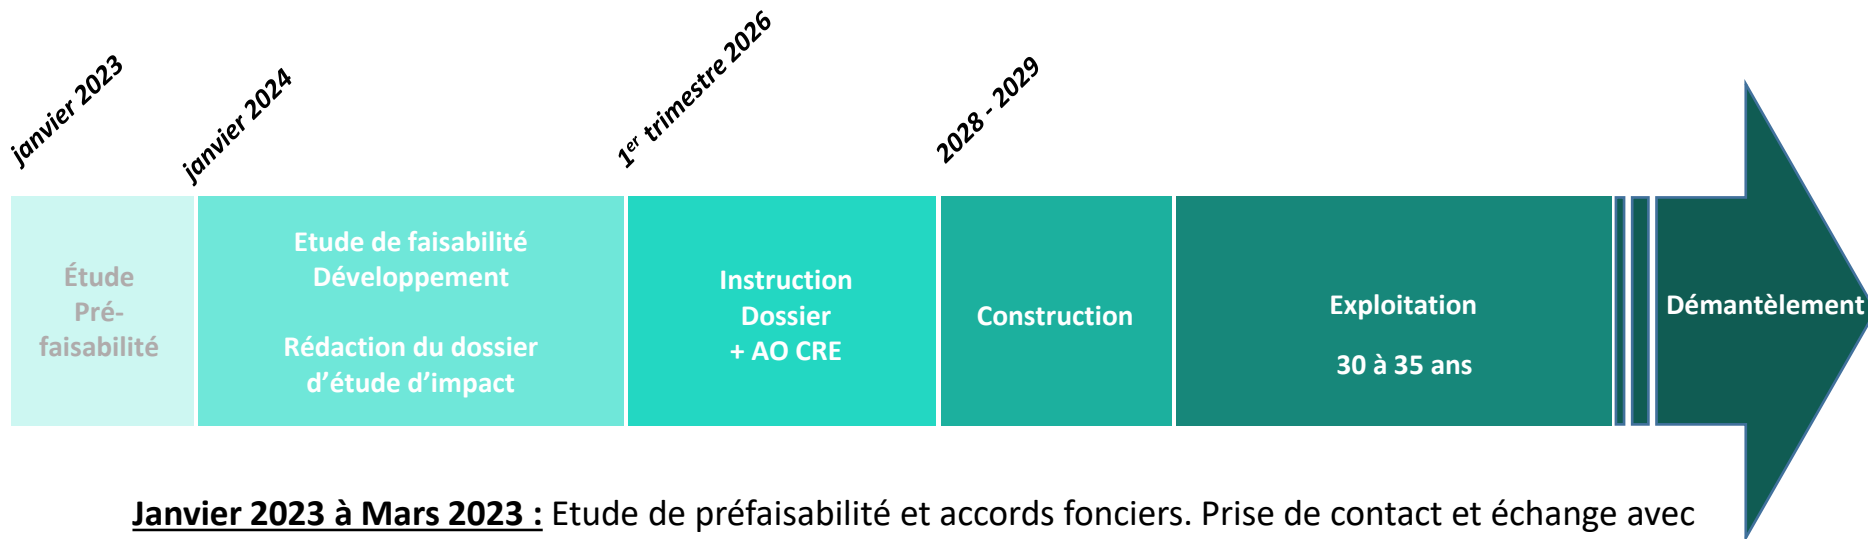 janvier 2023
janvier 2024
1er trimestre 2026
2028 - 2029
Étude
Pré-
faisabilité
Etude de faisabilité
Développement
Rédaction du dossier
d’étude d’impact
Instruction
Dossier
+ AO CRE
Construction
Exploitation
30 à 35 ans
Démantèlement
Janvier 2023 à Mars 2023 : Etude de préfaisabilité et accords fonciers. Prise de contact et échange avec